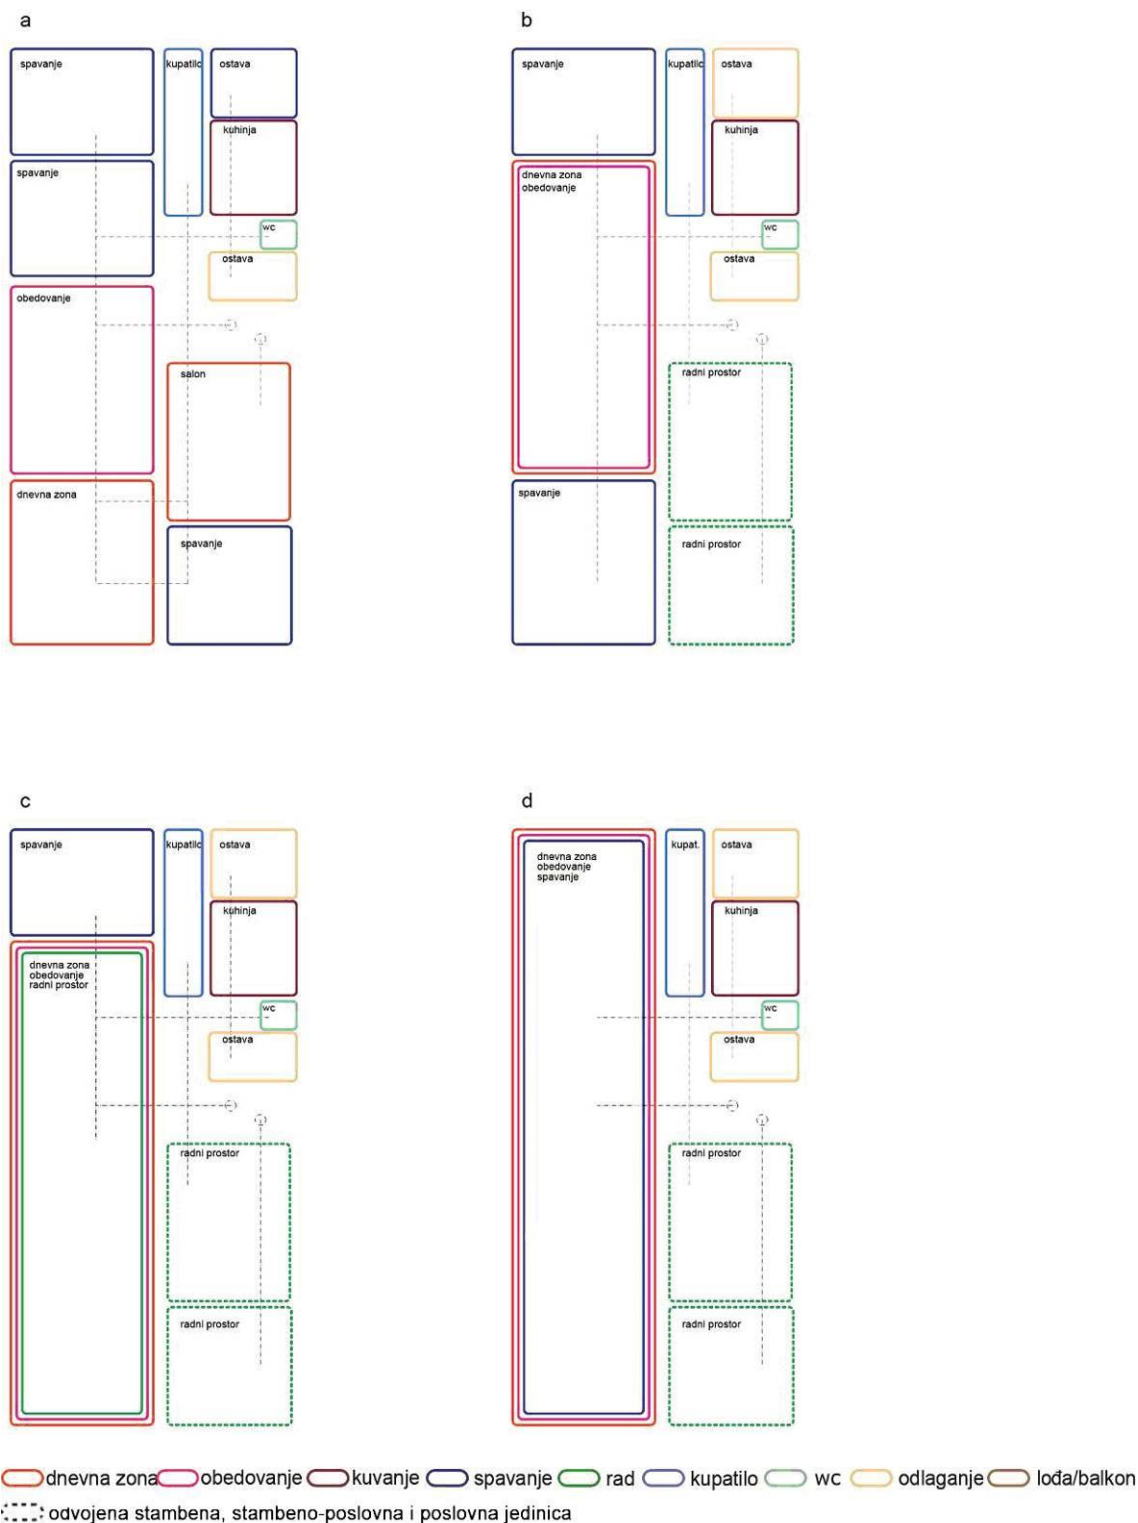 a
spavanje
kupatilo
ostava
kuhinja
spavanje
wc
ostava
obedovanje
salon
dnevna zona
spavanje
b
spavanje
kupatilo
ostava
kuhinja
dnevna zona
obedovanje
wc
ostava
radni prostor
spavanje
radni prostor
c
spavanje
kupatilo
ostava
kuhinja
dnevna zona
obedovanje
radni prostor
wc
ostava
radni prostor
radni prostor
d
dnevna zona
obedovanje
spavanje
kupat.
ostava
kuhinja
wc
ostava
radni prostor
radni prostor
dnevna zona obedovanje kuvanje spavanje rad kupatilo wc odlaganje lođa/balkon
odvojena stambena, stambeno-poslovna i poslovna jedinica